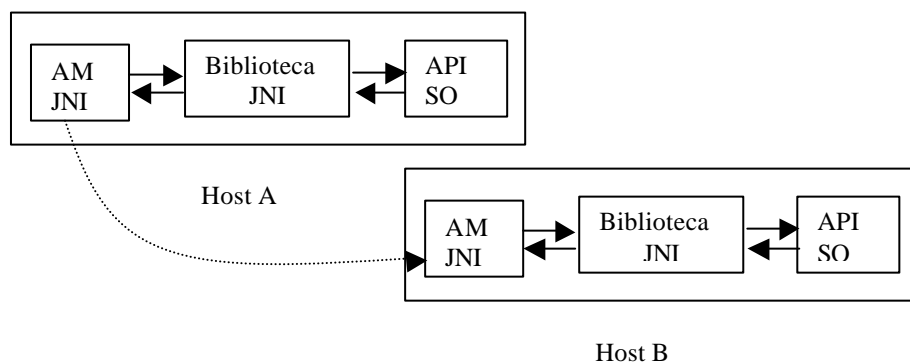 AM
JNI
Biblioteca
JNI
API
SO
Host A
AM
JNI
Biblioteca
JNI
API
SO
Host B